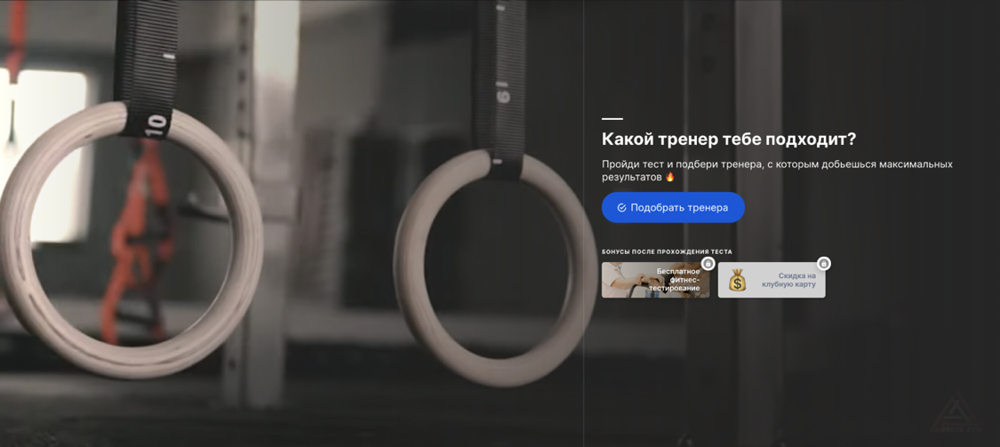 10
19
Какой тренер тебе подходит?
Пройди тест и подбери тренера, с которым добьешься максимальных
результатов 🔥
Подобрать тренера
БОНУСЫ ПОСЛЕ ПРОХОЖДЕНИЯ ТЕСТА
Бесплатное
фитнес-
тестирование
Скидка на
клубную карту